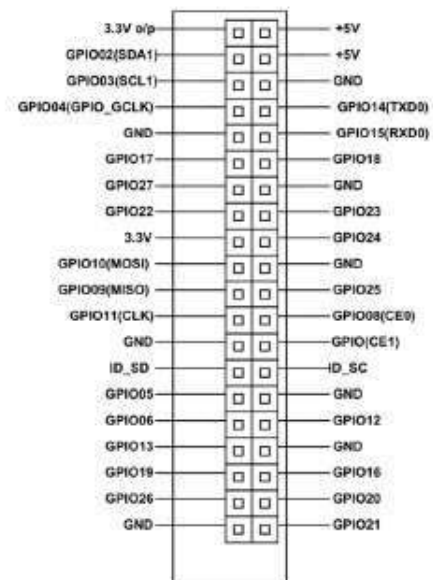 3.3V o/p +5V
GPIO02(SDA1) +5V
GPIO03(SCL1) GND
GPIO04(GPIO_GCLK) GPIO14(TXD0)
GND GPIO15(RXD0)
GPIO17 GPIO18
GPIO27 GND
GPIO22 GPIO23
3.3V GPIO24
GPIO10(MOSI) GND
GPIO09(MISO) GPIO25
GPIO11(CLK) GPIO08(CE0)
GND GPIO(CE1)
ID_SD ID_SC
GPIO05 GND
GPIO06 GPIO12
GPIO13 GND
GPIO19 GPIO16
GPIO26 GPIO20
GND GPIO21